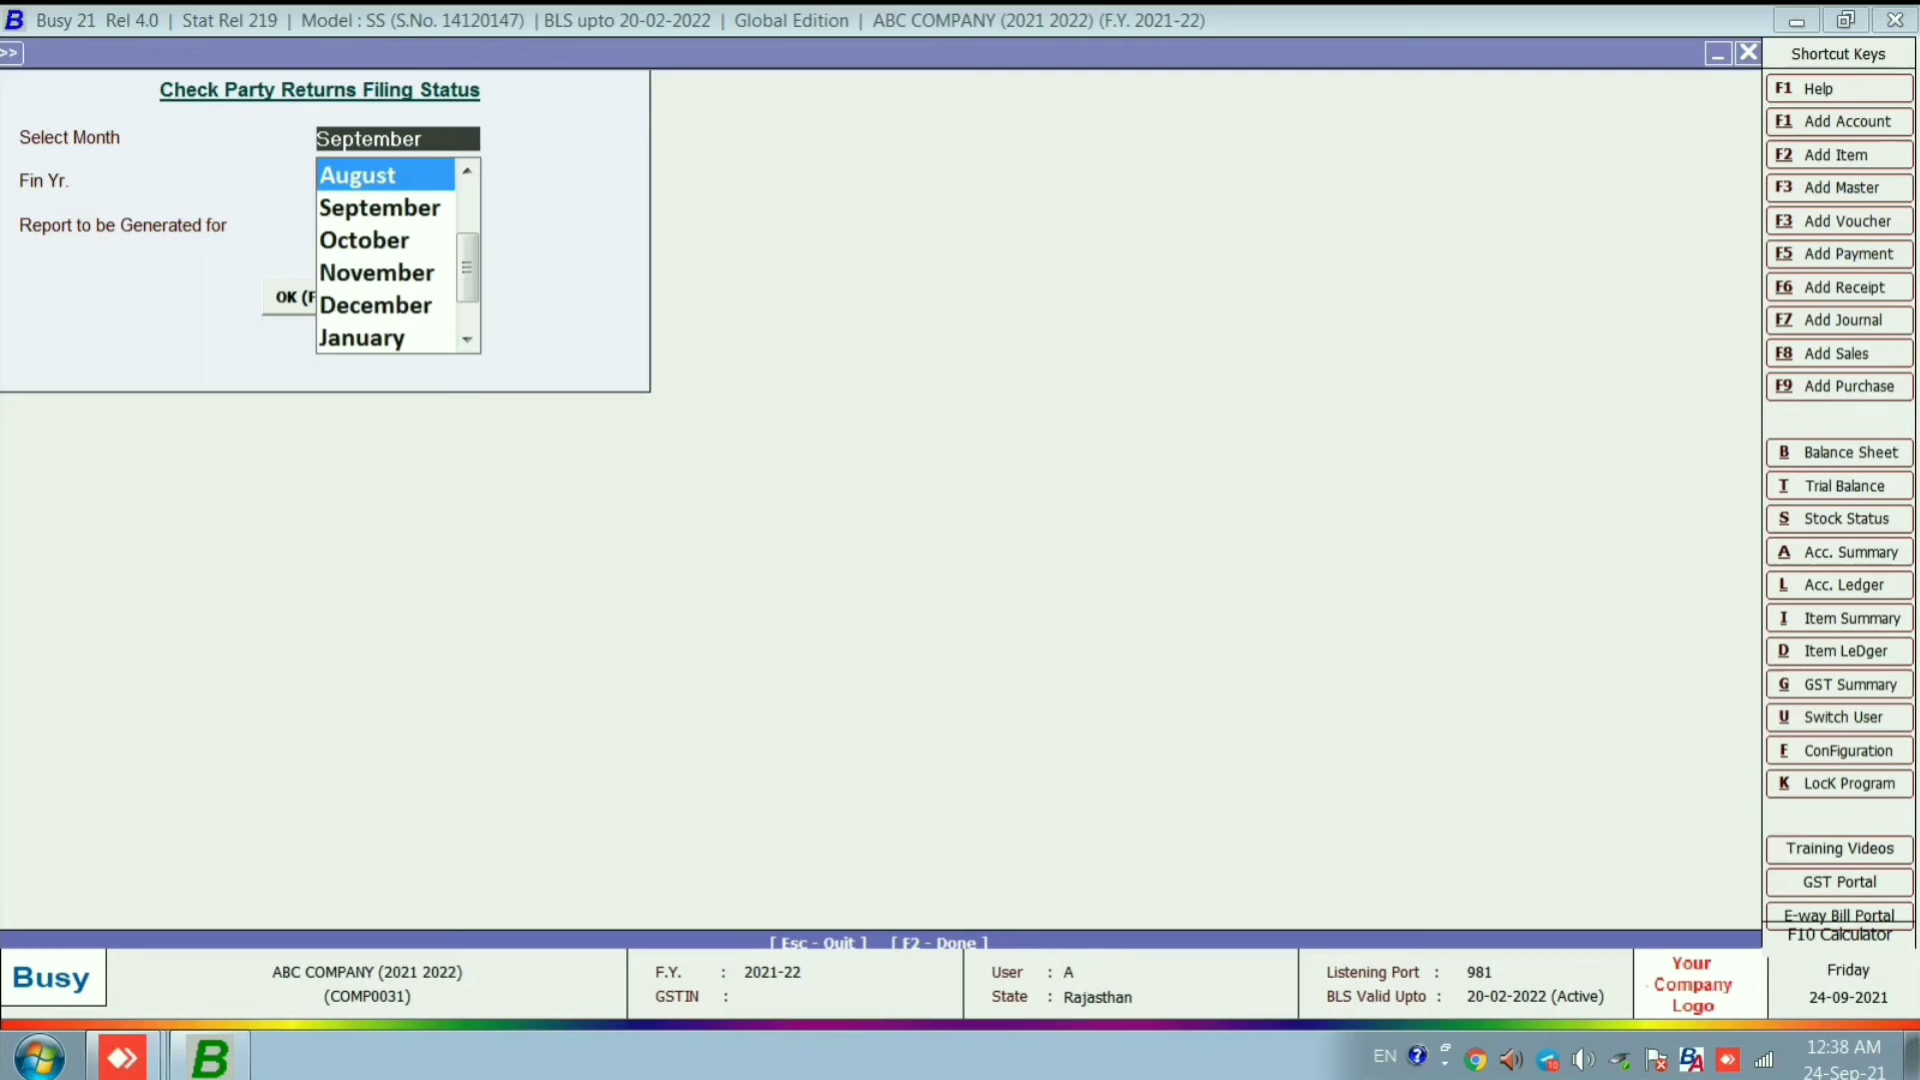 B Busy 21 Rel 4.0 | Stat Rel 219 | Model : SS (S.No. 14120147) | BLS upto 20-02-2022 | Global Edition | ABC COMPANY (2021 2022) (F.Y. 2021-22)
>>
Shortcut Keys
Check Party Returns Filing Status
Select Month
September
Fin Yr.
Report to be Generated for
August
September
October
November
December
January
OK (F
F1 Help
F1 Add Account
F2 Add Item
F3 Add Master
F3 Add Voucher
F5 Add Payment
F6 Add Receipt
F7 Add Journal
F8 Add Sales
F9 Add Purchase
B Balance Sheet
T Trial Balance
S Stock Status
A Acc. Summary
L Acc. Ledger
I Item Summary
D Item LeDger
G GST Summary
U Switch User
F ConFiguration
K LocK Program
Training Videos
GST Portal
E-way Bill Portal
F10 Calculator
[ Esc - Quit ] [ F2 - Done ]
Busy
ABC COMPANY (2021 2022)
(COMP0031)
F.Y. : 2021-22
GSTIN :
User : A
State : Rajasthan
Listening Port : 981
BLS Valid Upto : 20-02-2022 (Active)
Your
Company
Logo
Friday
24-09-2021
B
EN
12:38 AM
24-Sep-21